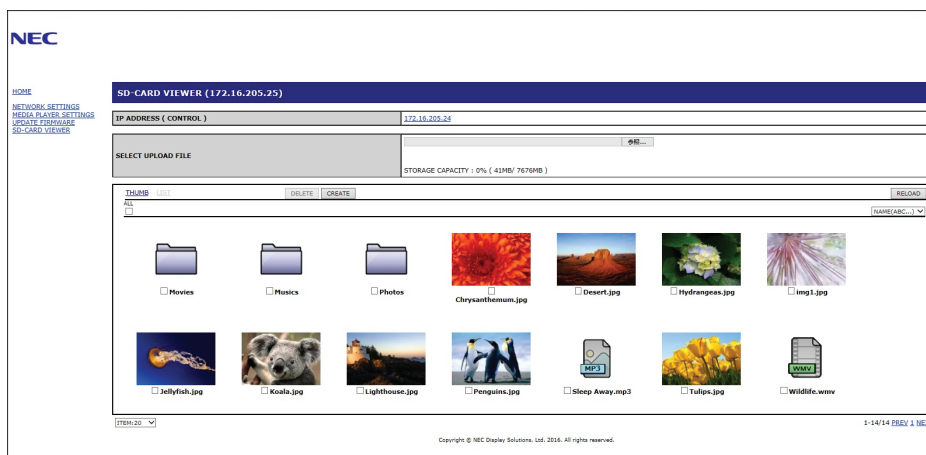 NEC
HOME
NETWORK SETTINGS
MEDIA PLAYER SETTINGS
UPDATE FIRMWARE
SD-CARD VIEWER
SD-CARD VIEWER (172.16.205.25)
IP ADDRESS ( CONTROL )
172.16.205.24
SELECT UPLOAD FILE
参照...
STORAGE CAPACITY : 0% ( 41MB/ 7676MB )
THUMB LIST DELETE CREATE RELOAD
ALL
NAME(ABC...)
Movies Musics Photos Chrysanthemum.jpg Desert.jpg Hydrangeas.jpg img1.jpg
MP3 WMV
Jellyfish.jpg Koala.jpg Lighthouse.jpg Penguins.jpg Sleep Away.mp3 Tulips.jpg Wildlife.wmv
ITEM:20 1-14/14 PREV 1 NE
Copyright © NEC Display Solutions, Ltd. 2016. All rights reserved.